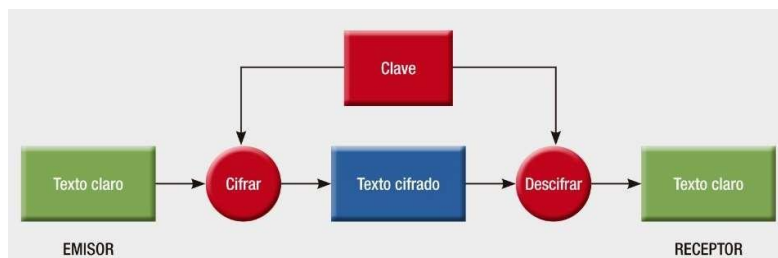 Clave
Texto claro
Cifrar
Texto cifrado
Descifrar
Texto claro
EMISOR
RECEPTOR